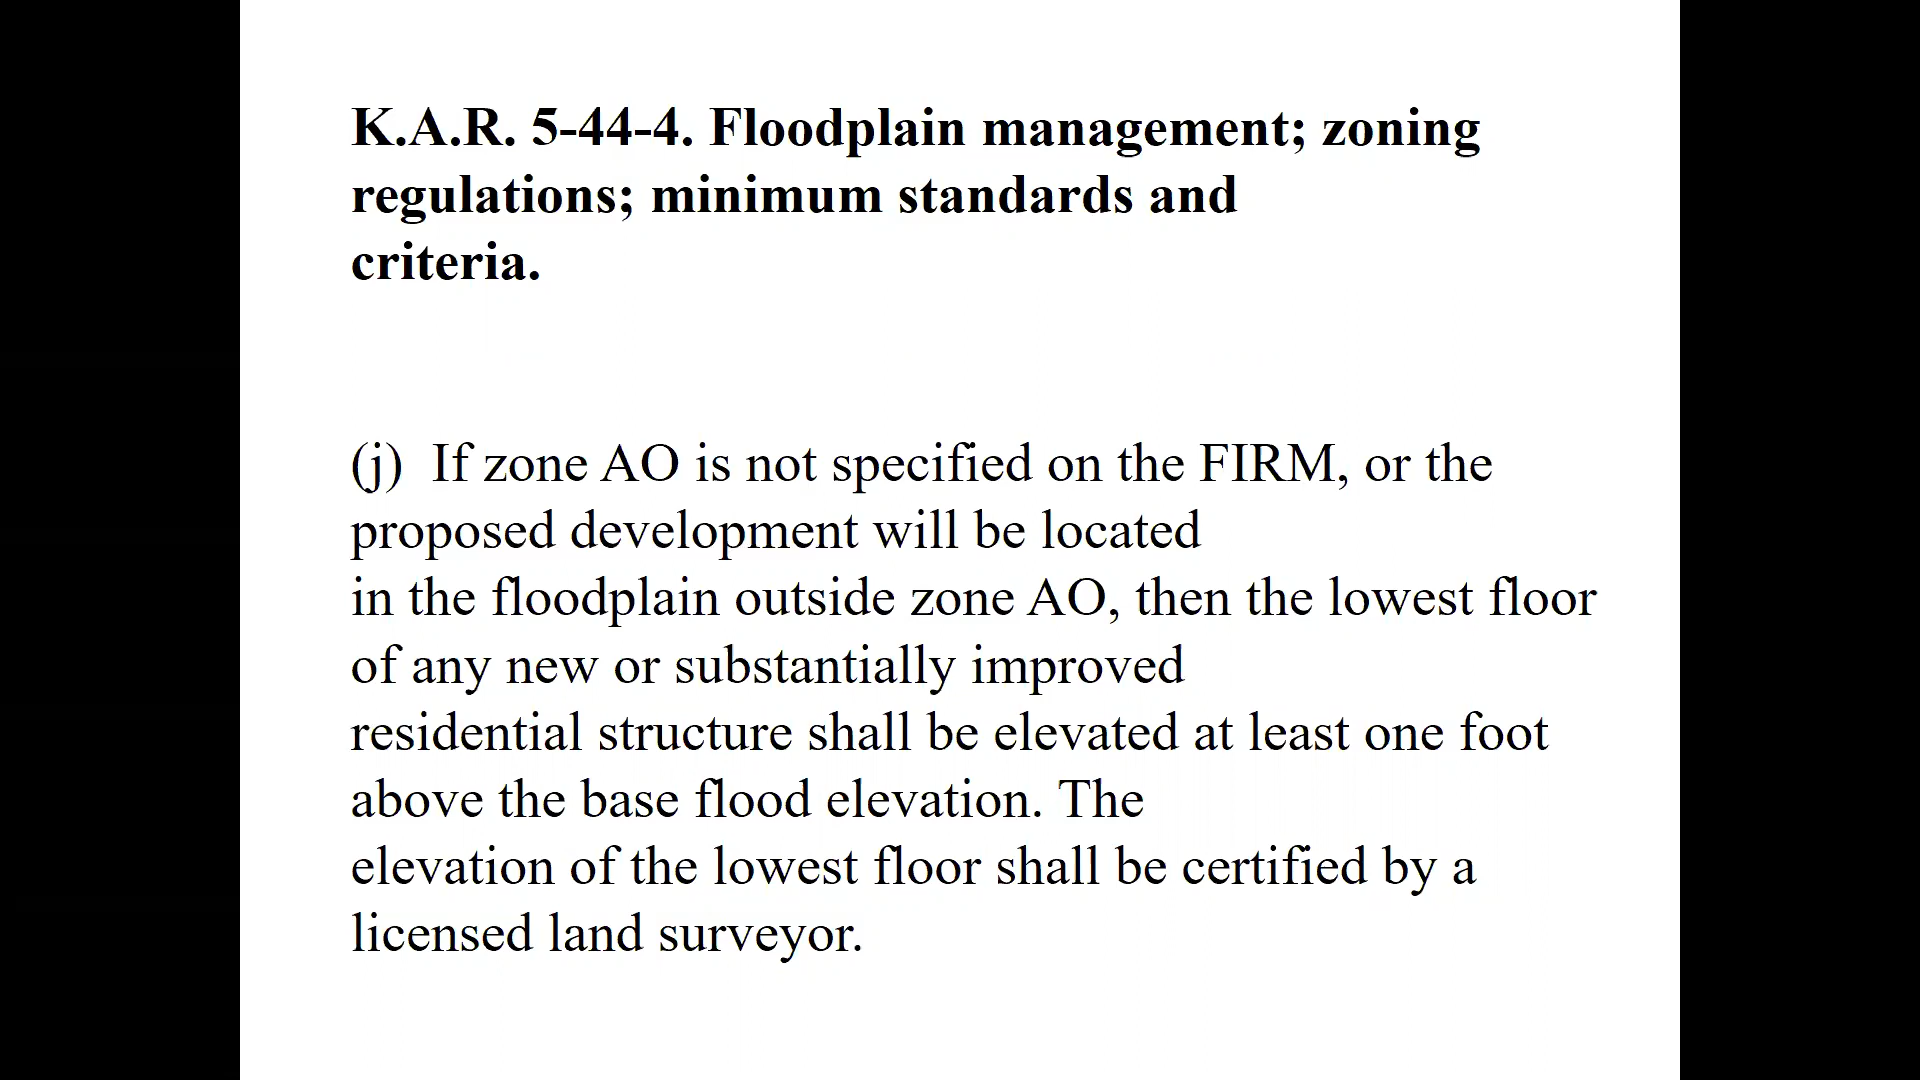 K.A.R. 5-44-4. Floodplain management; zoning
regulations; minimum standards and
criteria.
(j)  If zone AO is not specified on the FIRM, or the
proposed development will be located
in the floodplain outside zone AO, then the lowest floor
of any new or substantially improved
residential structure shall be elevated at least one foot
above the base flood elevation. The
elevation of the lowest floor shall be certified by a
licensed land surveyor.